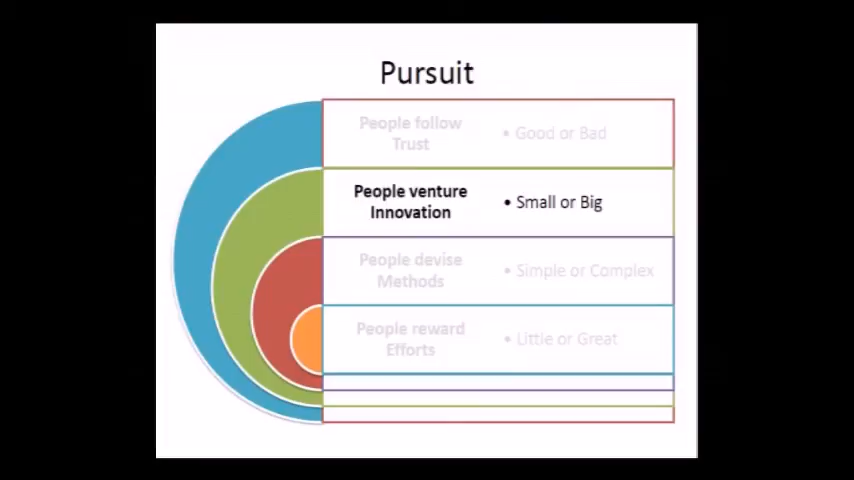 Pursuit
People follow
Trust
• Good or Bad
People venture
Innovation
• Small or Big
People devise
Methods
• Simple or Complex
People reward
Efforts
• Little or Great